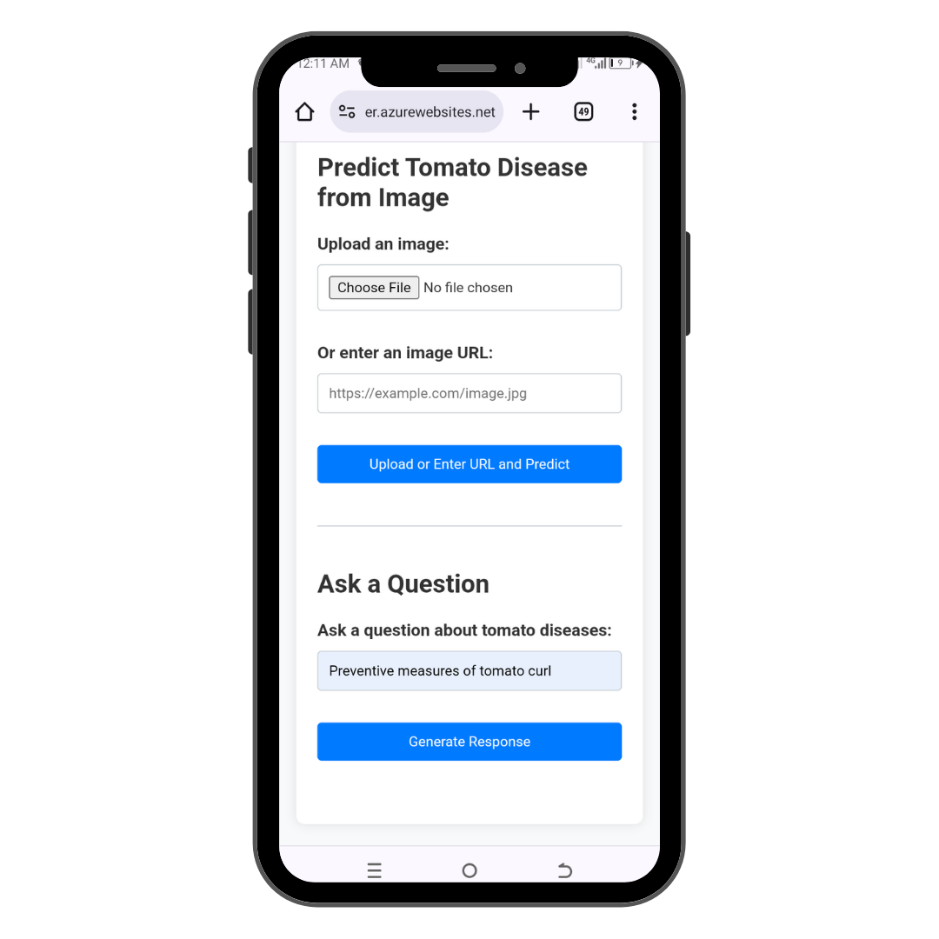 12:11 AM
4G 9
er.azurewebsites.net
49
Predict Tomato Disease
from Image
Upload an image:
Choose File No file chosen
Or enter an image URL:
https://example.com/image.jpg
Upload or Enter URL and Predict
Ask a Question
Ask a question about tomato diseases:
Preventive measures of tomato curl
Generate Response